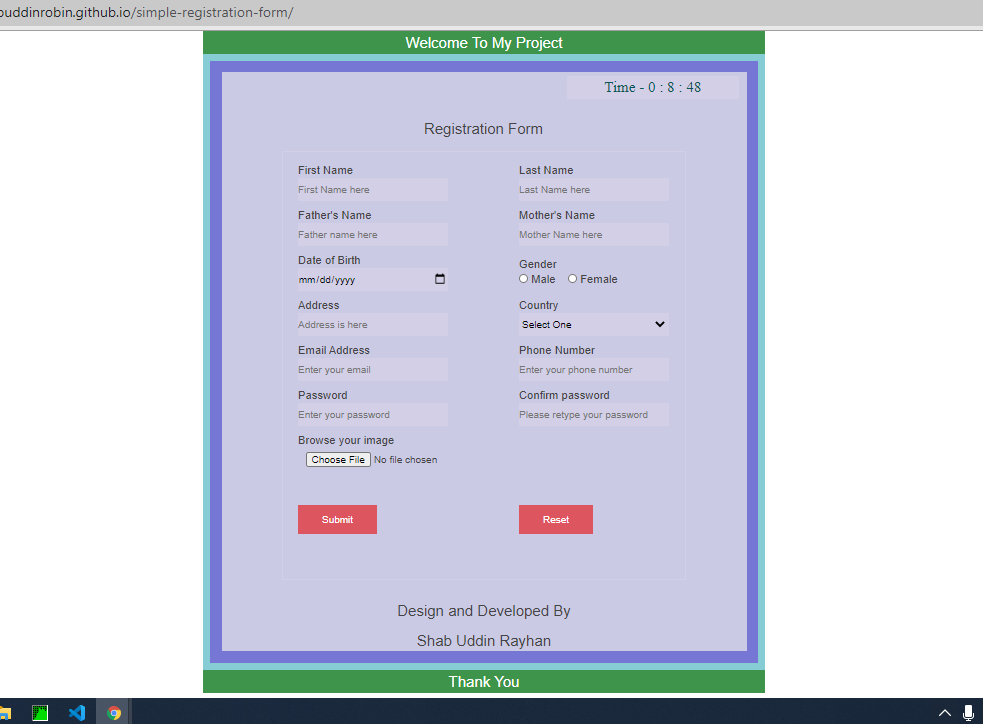 ouddinrobin.github.io/simple-registration-form/
Welcome To My Project
Time - 0 : 8 : 48
Registration Form
First Name Last Name
First Name here Last Name here
Father's Name Mother's Name
Father name here Mother Name here
Date of Birth Gender
mm/dd/yyyy Male Female
Address Country
Address is here Select One
Email Address Phone Number
Enter your email Enter your phone number
Password Confirm password
Enter your password Please retype your password
Browse your image
Choose File No file chosen
Submit Reset
Design and Developed By
Shab Uddin Rayhan
Thank You